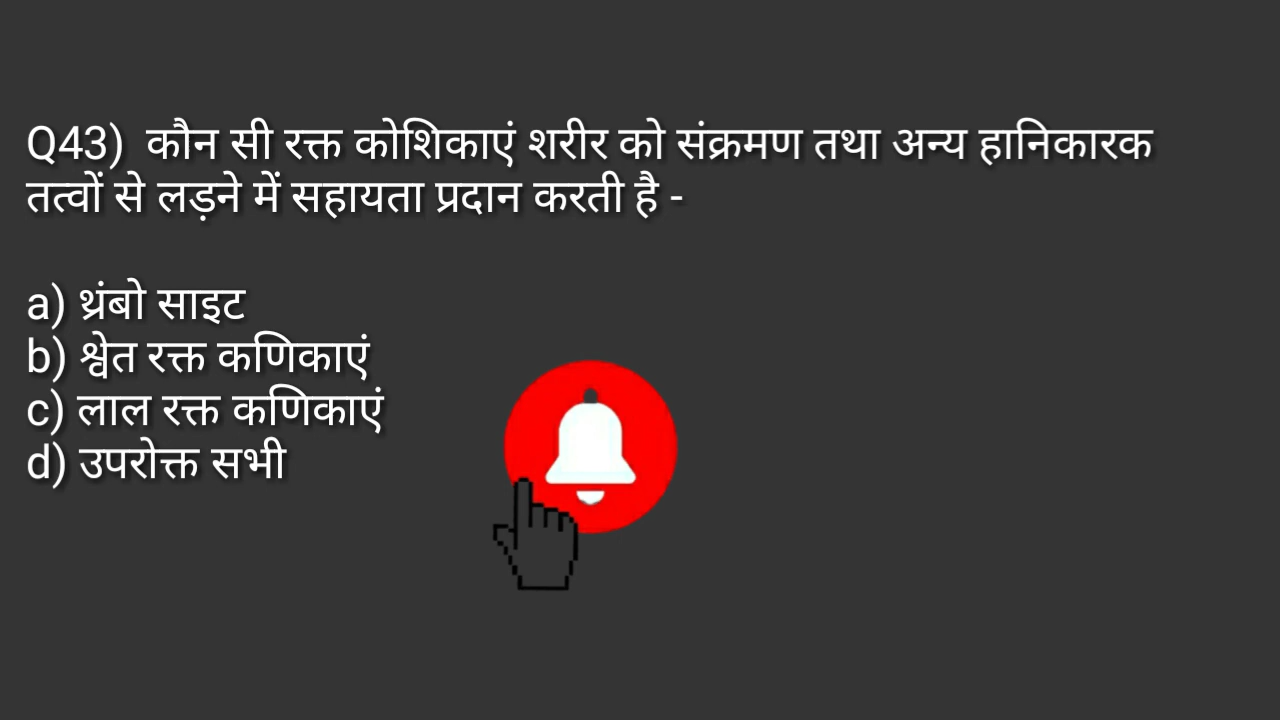 Q43) कौन सी रक्त कोशिकाएं शरीर को संक्रमण तथा अन्य हानिकारक
तत्वों से लड़ने में सहायता प्रदान करती है -
a) थ्रंबो साइट
b) श्वेत रक्त कणिकाएं
c) लाल रक्त कणिकाएं
d) उपरोक्त सभी